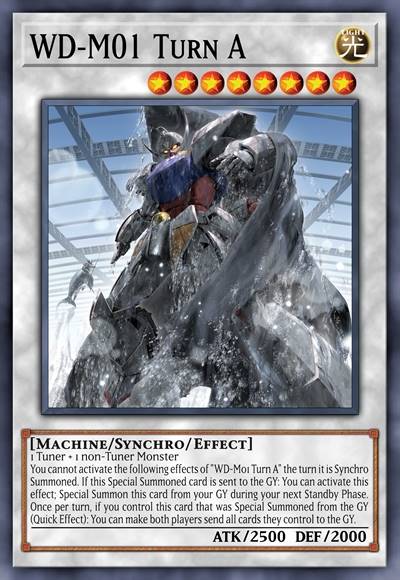 WD-M01 TURN A
LIGHT
光
[MACHINE/SYNCHRO/EFFECT]
1 Tuner + 1 non-Tuner Monster
You cannot activate the following effects of "WD-M01 Turn A" the turn it is Synchro
Summoned. If this Special Summoned card is sent to the GY: You can activate this
effect; Special Summon this card from your GY during your next Standby Phase.
Once per turn, if you control this card that was Special Summoned from the GY
(Quick Effect): You can make both players send all cards they control to the GY.
ATK/2500 DEF/2000